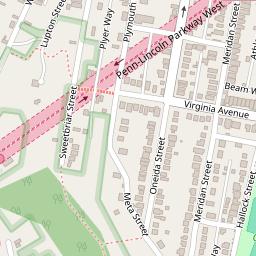 Lupton Street
Plyer Way
Plymouth
Penn-Lincoln Parkway West
Meridan Street
Beam W
Virginia Avenue
Sweetbriar Street
Oneida Street
Meridan Street
Meta Street
Hallock Street